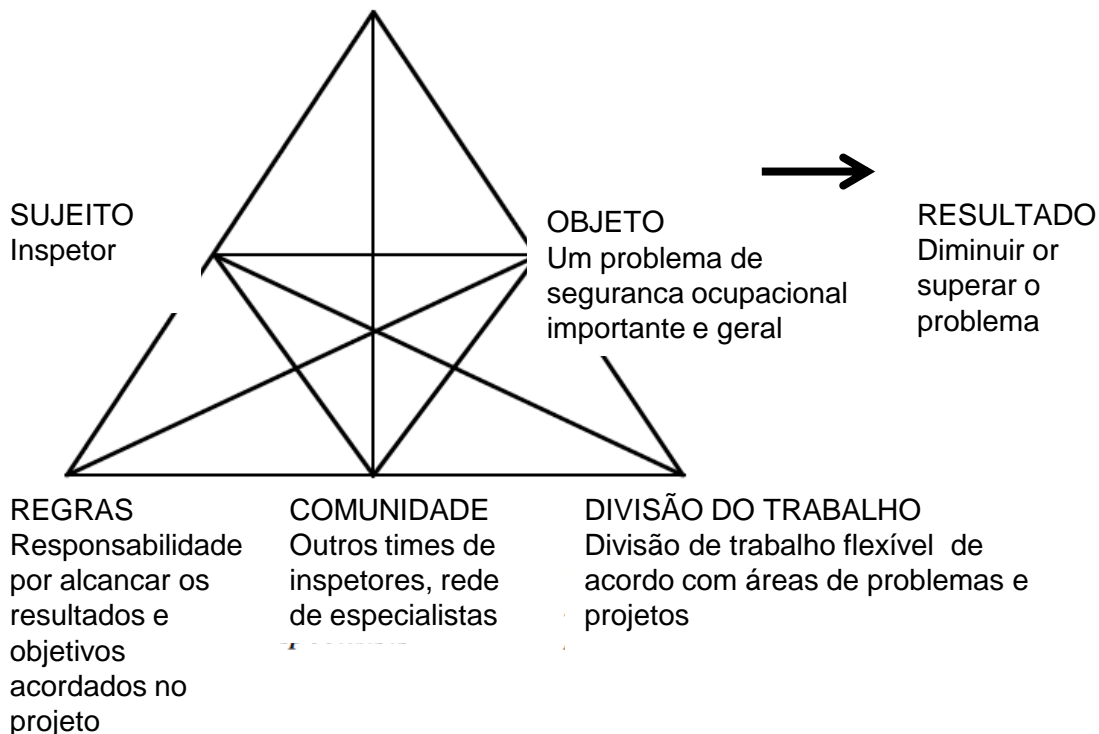 SUJEITO
Inspetor
OBJETO
Um problema de
seguranca ocupacional
importante e geral
RESULTADO
Diminuir or
superar o
problema
REGRAS
Responsabilidade
por alcancar os
resultados e
objetivos
acordados no
projeto
COMUNIDADE
Outros times de
inspetores, rede
de especialistas
DIVISÃO DO TRABALHO
Divisão de trabalho flexível de
acordo com áreas de problemas e
projetos